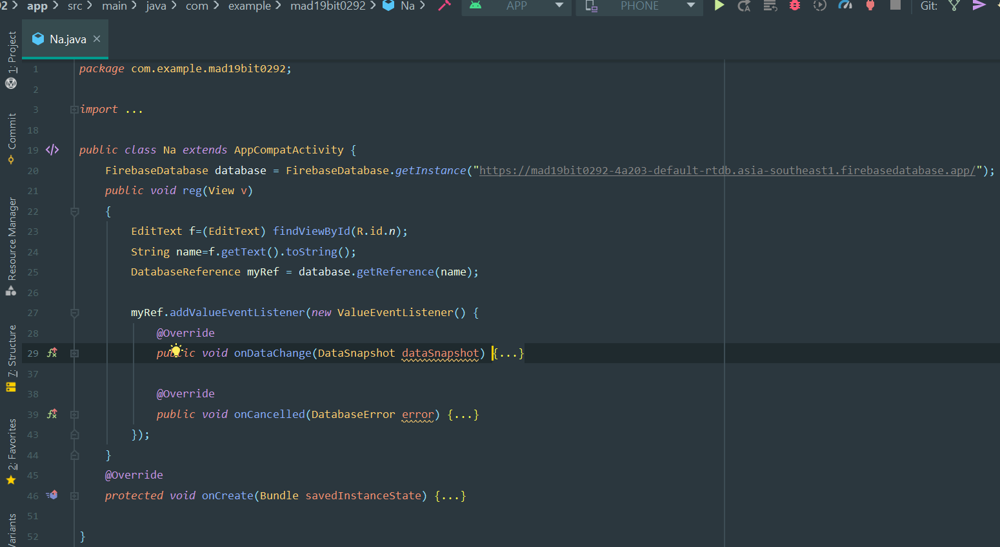 92 > app > src > main > java > com > example > mad19bit0292 > Na > APP PHONE Git:
Na.java ×
1: Project
Commit
Resource Manager
7: Structure
2: Favorites
Variants
1 package com.example.mad19bit0292;
2
3 import ...
18
19 </> public class Na extends AppCompatActivity {
20 FirebaseDatabase database = FirebaseDatabase.getInstance("https://mad19bit0292-4a203-default-rtdb.asia-southeast1.firebasedatabase.app/");
21 public void reg(View v)
22 {
23 EditText f=(EditText) findViewById(R.id.n);
24 String name=f.getText().toString();
25 DatabaseReference myRef = database.getReference(name);
26
27 myRef.addValueEventListener(new ValueEventListener() {
28 @Override
29 public void onDataChange(DataSnapshot dataSnapshot) {...}
37
38 @Override
39 public void onCancelled(DatabaseError error) {...}
43 });
44 }
45 @Override
46 protected void onCreate(Bundle savedInstanceState) {...}
51
52 }